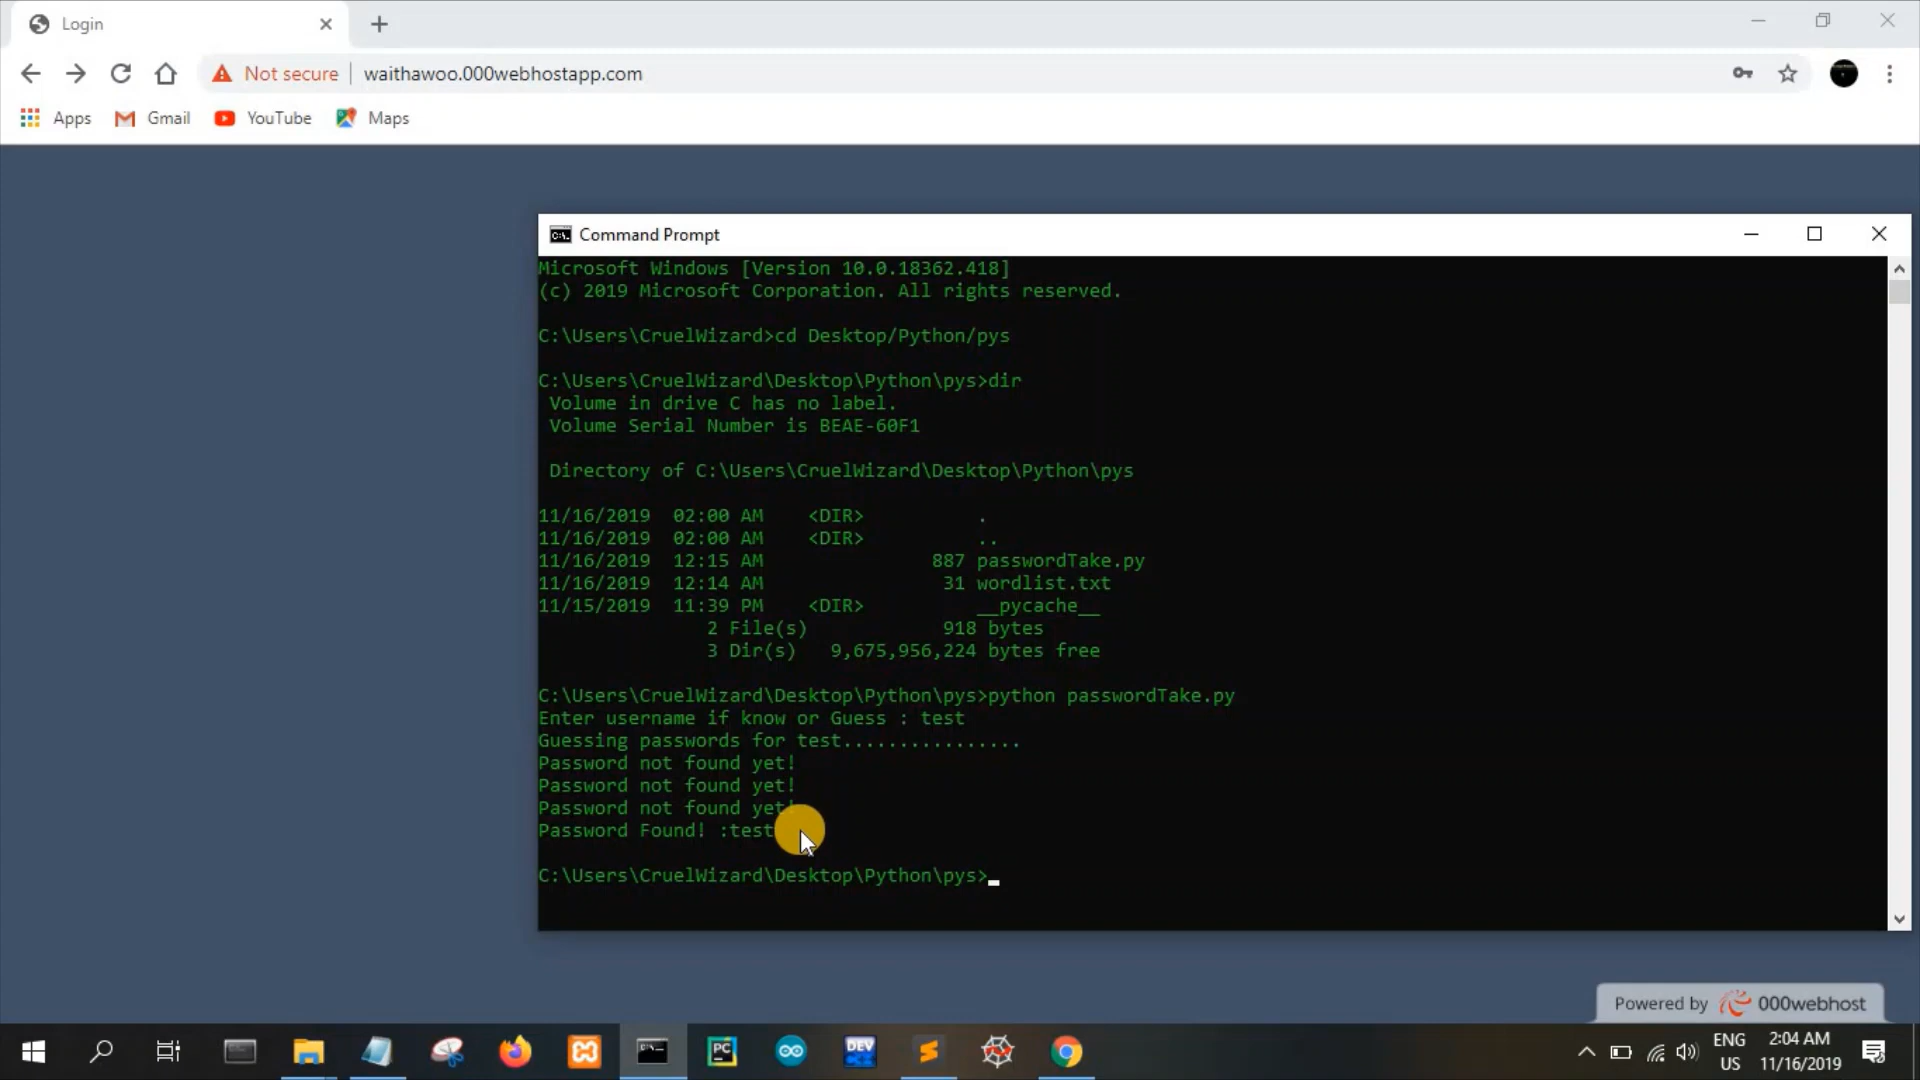 Login
Not secure
waithawoo.000webhostapp.com
Apps
Gmail
YouTube
Maps
Command Prompt
Microsoft Windows [Version 10.0.18362.418]
(c) 2019 Microsoft Corporation. All rights reserved.
C:\Users\CruelWizard>cd Desktop/Python/pys
C:\Users\CruelWizard\Desktop\Python\pys>dir
Volume in drive C has no label.
Volume Serial Number is BEAE-60F1
Directory of C:\Users\CruelWizard\Desktop\Python\pys
11/16/2019  02:00 AM    <DIR>          .
11/16/2019  02:00 AM    <DIR>          ..
11/16/2019  12:15 AM               887 passwordTake.py
11/16/2019  12:14 AM                31 wordlist.txt
11/15/2019  11:39 PM    <DIR>          __pycache__
2 File(s)            918 bytes
3 Dir(s)   9,675,956,224 bytes free
C:\Users\CruelWizard\Desktop\Python\pys>python passwordTake.py
Enter username if know or Guess : test
Guessing passwords for test................
Password not found yet!
Password not found yet!
Password not found yet!
Password Found! :test
C:\Users\CruelWizard\Desktop\Python\pys>
Powered by 000webhost
PC
DEV
ENG
US
2:04 AM
11/16/2019